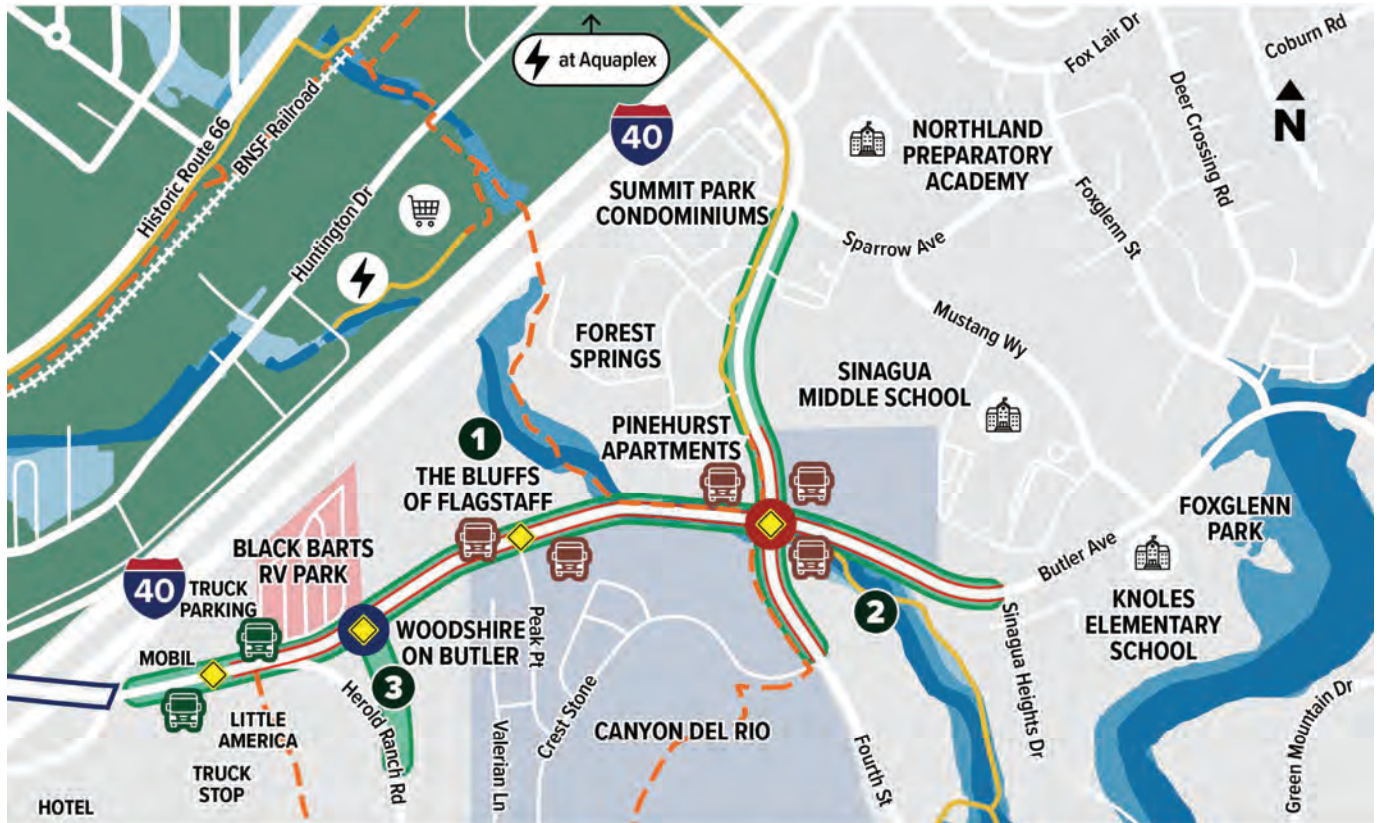 at Aquaplex
Fox Lair Dr
Coburn Rd
Deer Crossing Rd
N
Historic Route 66
BNSF Railroad
40
NORTHLAND
PREPARATORY
ACADEMY
Huntington Dr
SUMMIT PARK
CONDOMINIUMS
Foxglenn St
Sparrow Ave
Mustang Wy
FOREST
SPRINGS
SINAGUA
MIDDLE SCHOOL
1
PINEHURST
APARTMENTS
THE BLUFFS
OF FLAGSTAFF
FOXGLENN
PARK
BLACK BARTS
RV PARK
40
TRUCK
PARKING
Butler Ave
2
KNOLES
ELEMENTARY
SCHOOL
MOBIL
WOODSHIRE
ON BUTLER
Peak Pt
Sinagua Heights Dr
3
Herold Ranch Rd
LITTLE
AMERICA
Valerian Ln
Crest Stone
CANYON DEL RIO
Fourth St
Green Mountain Dr
TRUCK
STOP
HOTEL